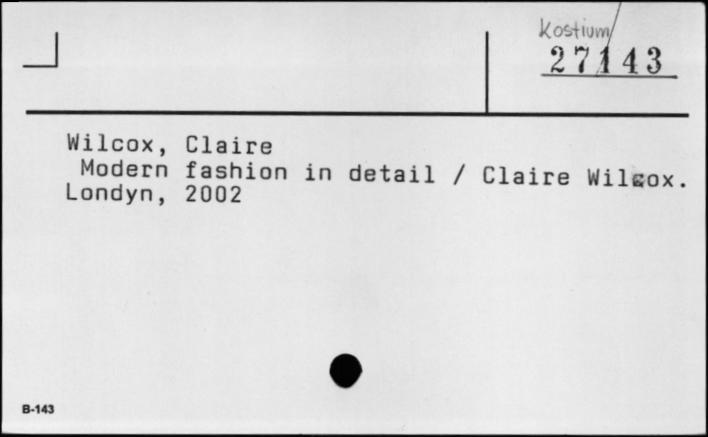 Kostium/
27143
Wilcox, Claire
Modern fashion in detail / Claire Wilcox.
Londyn, 2002
B-143